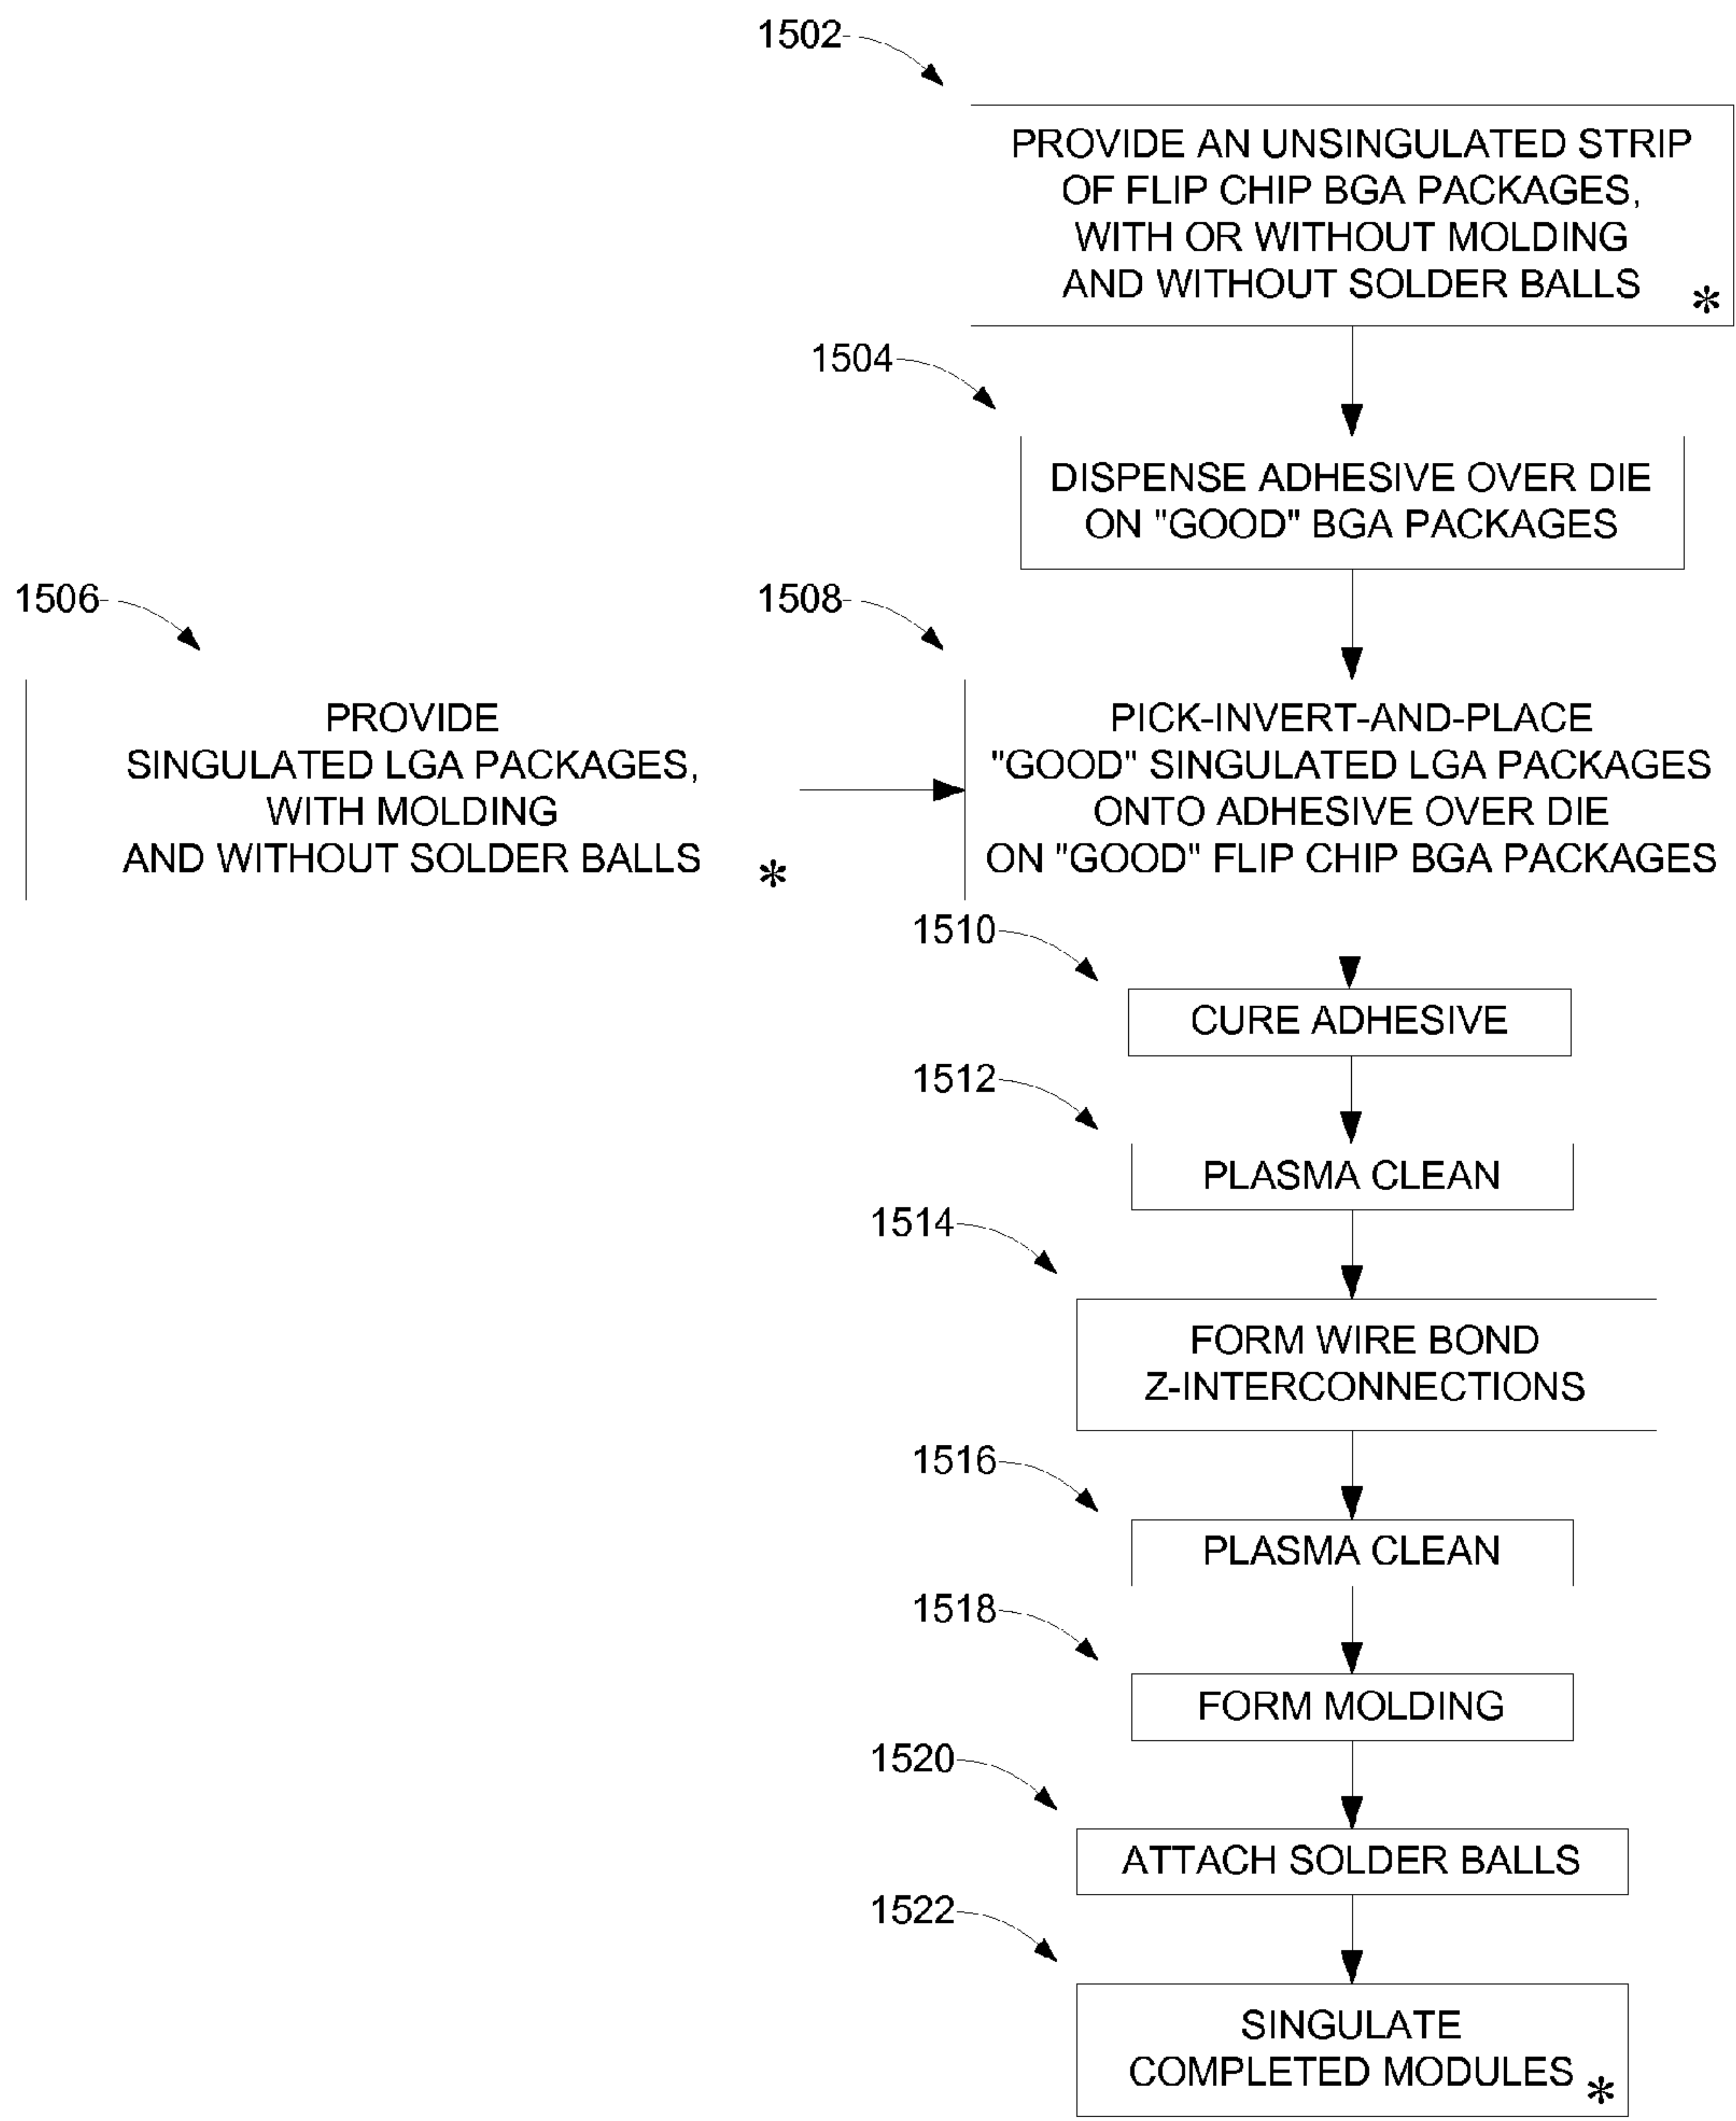 1502
PROVIDE AN UNSINGULATED STRIP
OF FLIP CHIP BGA PACKAGES,
WITH OR WITHOUT MOLDING
AND WITHOUT SOLDER BALLS *
1504
DISPENSE ADHESIVE OVER DIE
ON "GOOD" BGA PACKAGES
1506
PROVIDE
SINGULATED LGA PACKAGES,
WITH MOLDING
AND WITHOUT SOLDER BALLS *
1508
PICK-INVERT-AND-PLACE
"GOOD" SINGULATED LGA PACKAGES
ONTO ADHESIVE OVER DIE
ON "GOOD" FLIP CHIP BGA PACKAGES
1510
CURE ADHESIVE
1512
PLASMA CLEAN
1514
FORM WIRE BOND
Z-INTERCONNECTIONS
1516
PLASMA CLEAN
1518
FORM MOLDING
1520
ATTACH SOLDER BALLS
1522
SINGULATE
COMPLETED MODULES *